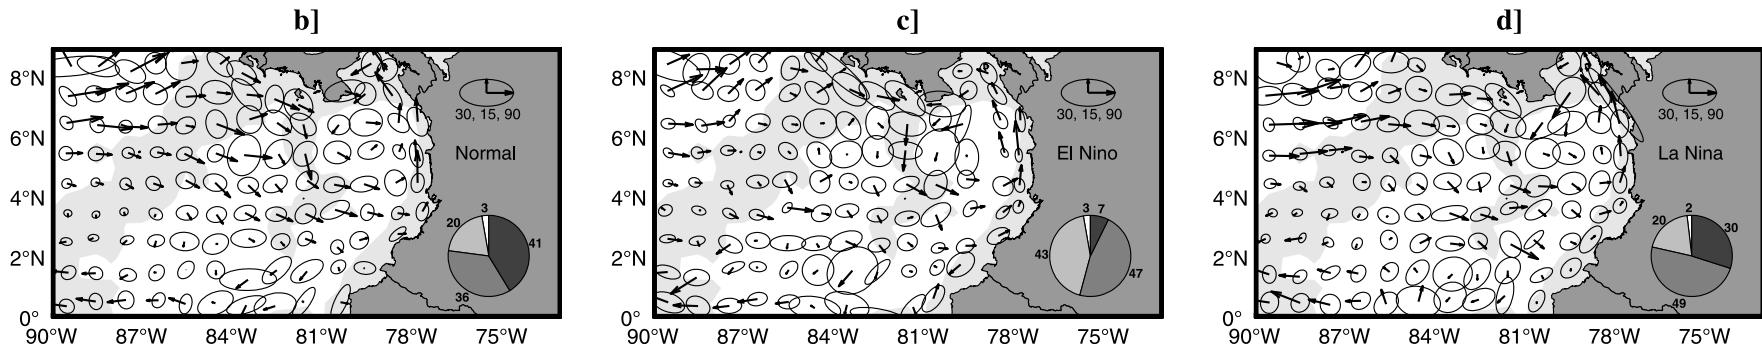 b] c] d]
8°N 8°N 8°N
30, 15, 90 30, 15, 90 30, 15, 90
6°N 6°N 6°N
Normal El Nino La Nina
4°N 4°N 4°N
3 3 7 2
20 41 20 30
2°N 43 47 2°N 2°N
36 49
0° 0° 0°
90°W 87°W 84°W 81°W 78°W 75°W 90°W 87°W 84°W 81°W 78°W 75°W 90°W 87°W 84°W 81°W 78°W 75°W